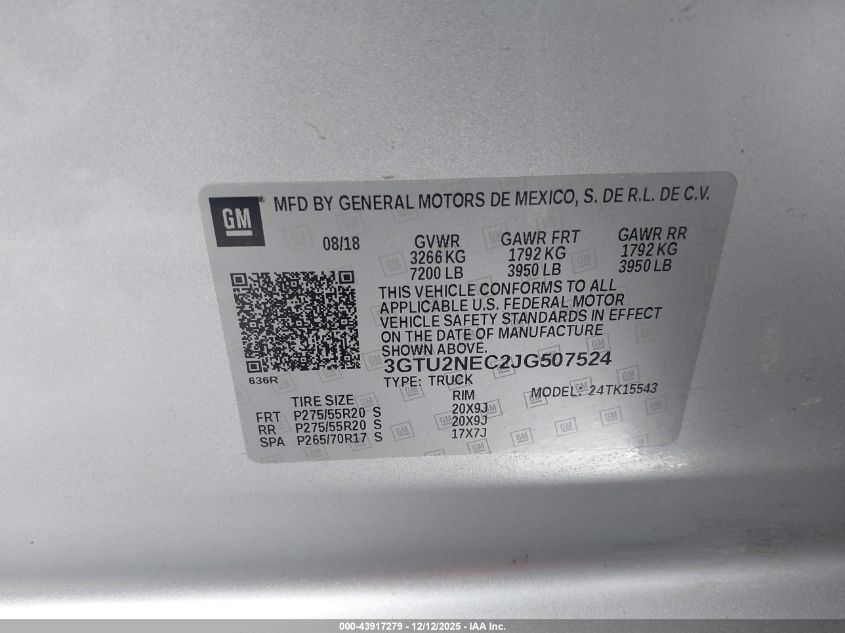 GM ® MFD BY GENERAL MOTORS DE MEXICO, S. DE R.L. DE C.V.
08/18 GVWR GAWR FRT GAWR RR
3266 KG 1792 KG 1792 KG
7200 LB 3950 LB 3950 LB
THIS VEHICLE CONFORMS TO ALL
APPLICABLE U.S. FEDERAL MOTOR
VEHICLE SAFETY STANDARDS IN EFFECT
ON THE DATE OF MANUFACTURE
SHOWN ABOVE.
3GTU2NEC2JG507524
636R TYPE: TRUCK
TIRE SIZE RIM MODEL: 24TK15543
FRT P275/55R20 S 20X9J
RR P275/55R20 S 20X9J
SPA P265/70R17 S 17X7J
000-43917279 - 12/12/2025 - IAA Inc.